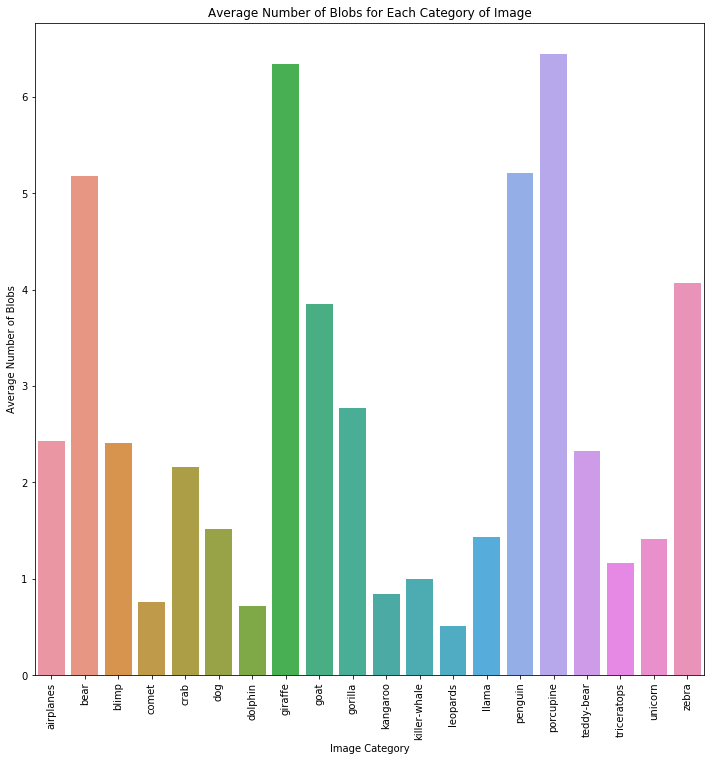 Average Number of Blobs for Each Category of Image
Average Number of Blobs
6
5
4
3
2
1
0
airplanes
bear
blimp
comet
crab
dog
dolphin
giraffe
goat
gorilla
kangaroo
killer-whale
leopards
llama
penguin
porcupine
teddy-bear
triceratops
unicorn
zebra
Image Category